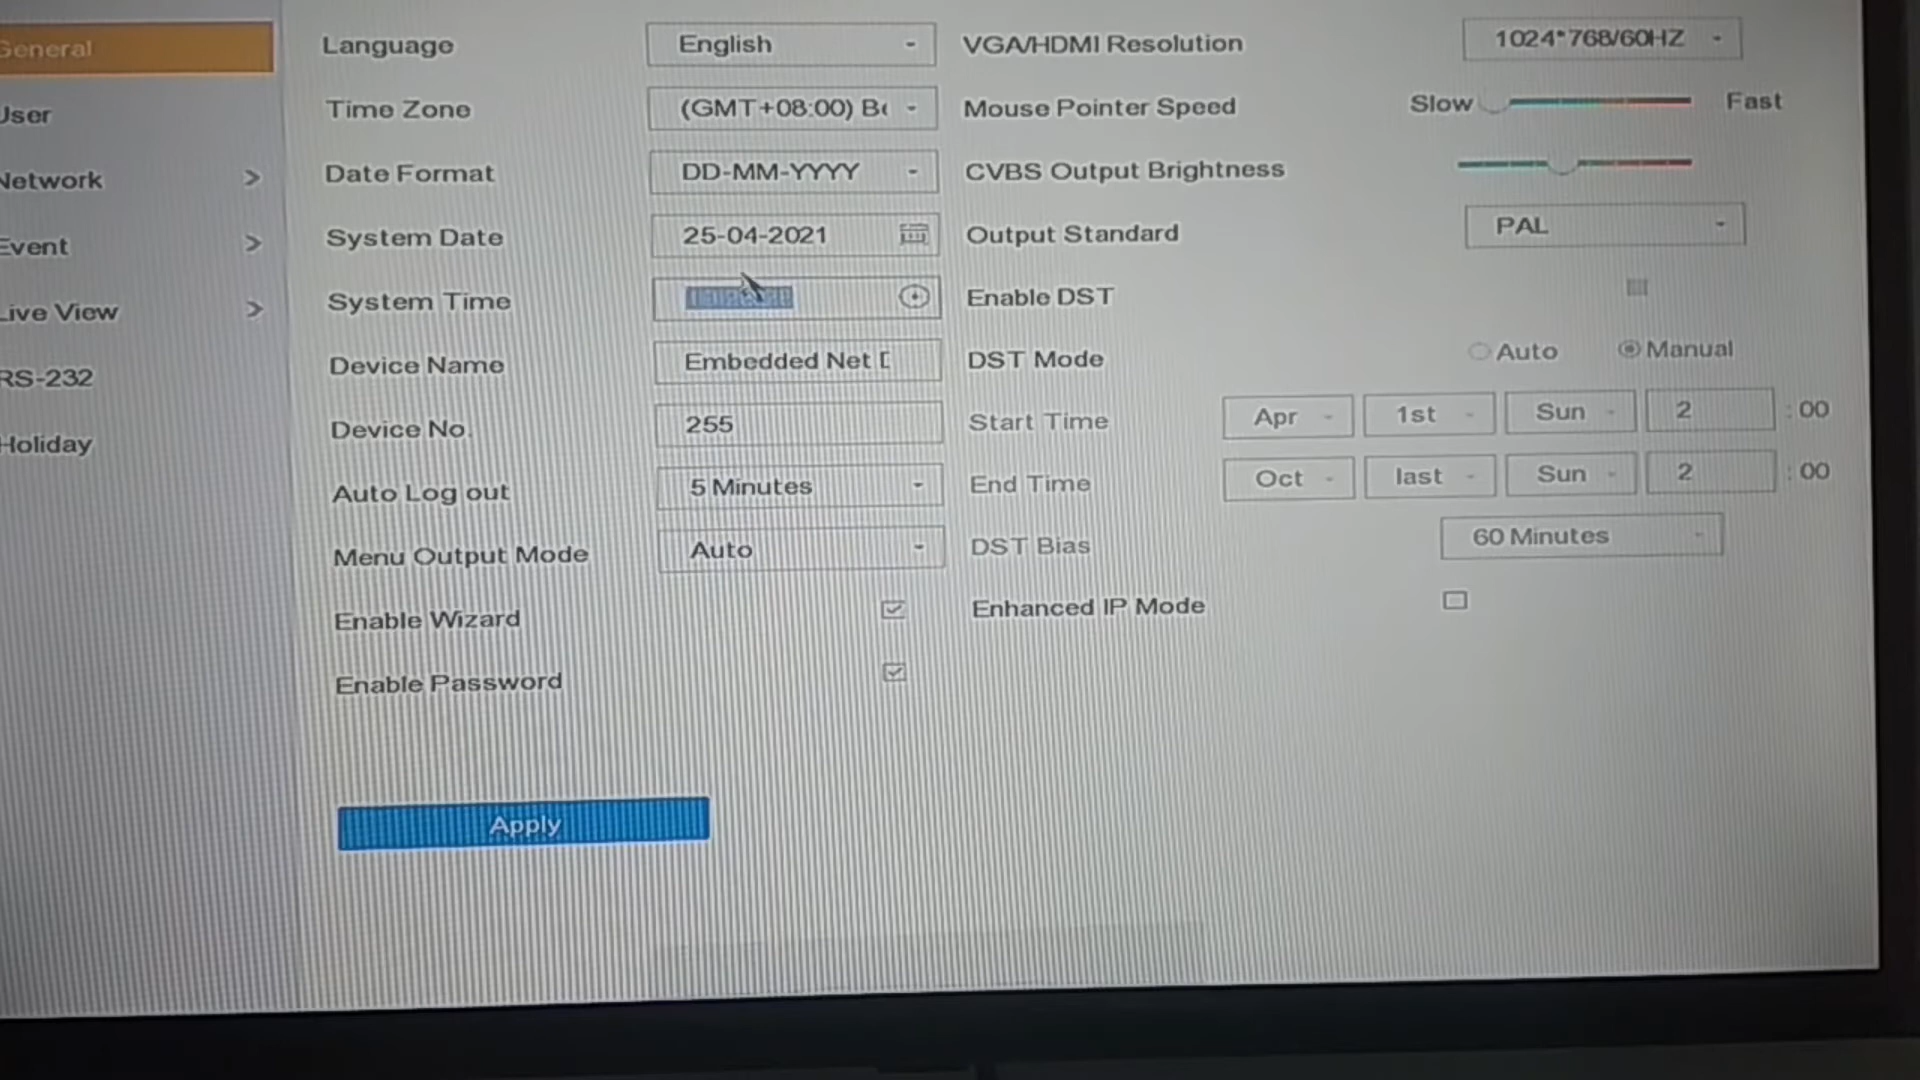 General
User
Network >
Event >
Live View >
RS-232
Holiday
Language English
Time Zone (GMT+08:00) Be
Date Format DD-MM-YYYY
System Date 25-04-2021
System Time
Device Name Embedded Net D
Device No. 255
Auto Log out 5 Minutes
Menu Output Mode Auto
Enable Wizard
Enable Password
Apply
VGA/HDMI Resolution 1024*768/60HZ
Mouse Pointer Speed Slow Fast
CVBS Output Brightness
Output Standard PAL
Enable DST
DST Mode Auto Manual
Start Time Apr 1st Sun 2 : 00
End Time Oct last Sun 2 : 00
DST Bias 60 Minutes
Enhanced IP Mode